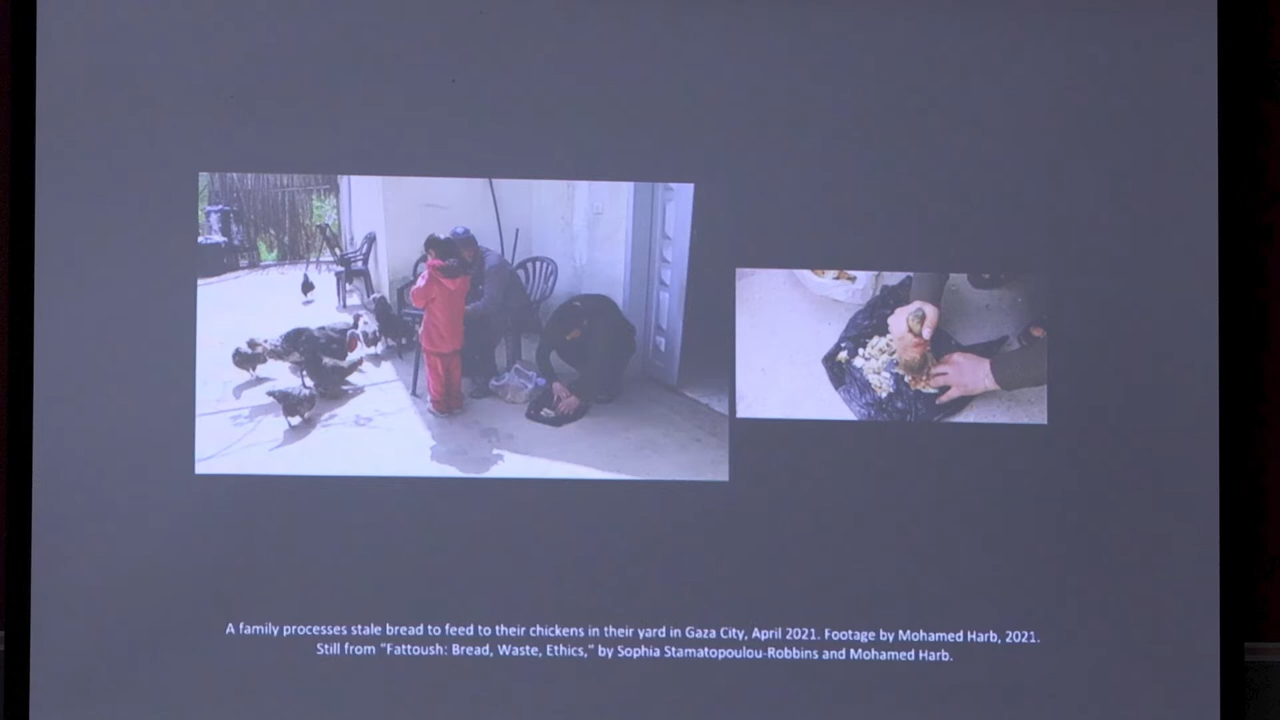 A family processes stale bread to feed to their chickens in their yard in Gaza City, April 2021. Footage by Mohamed Harb, 2021.
Still from “Fattoush: Bread, Waste, Ethics,” by Sophia Stamatopoulou-Robbins and Mohamed Harb.